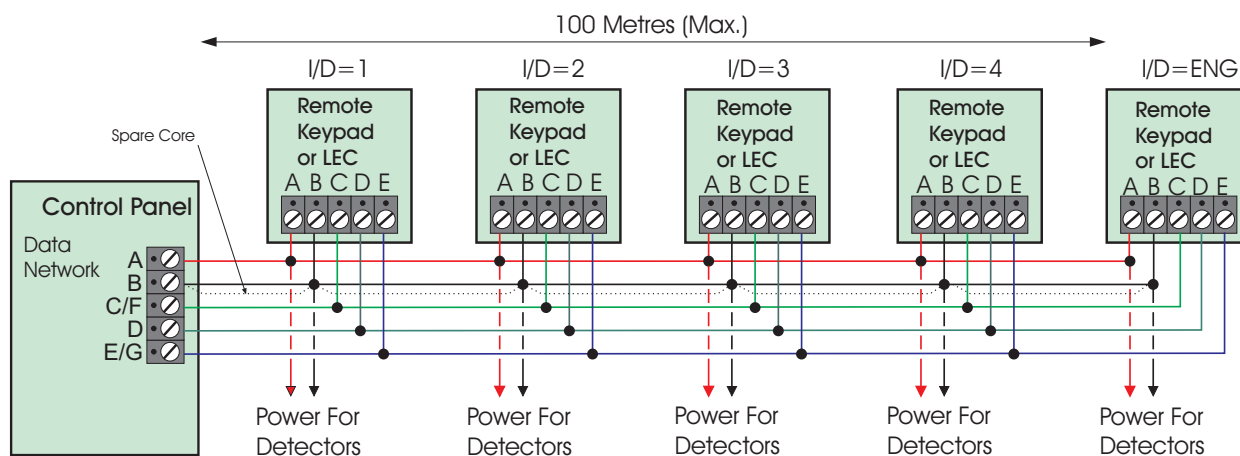 100 Metres (Max.)
I/D=1
I/D=2
I/D=3
I/D=4
I/D=ENG
Remote
Keypad
or LEC
A B C D E
Remote
Keypad
or LEC
A B C D E
Remote
Keypad
or LEC
A B C D E
Remote
Keypad
or LEC
A B C D E
Remote
Keypad
or LEC
A B C D E
Spare Core
Control Panel
Data
Network
A
B
C/F
D
E/G
Power For
Detectors
Power For
Detectors
Power For
Detectors
Power For
Detectors
Power For
Detectors